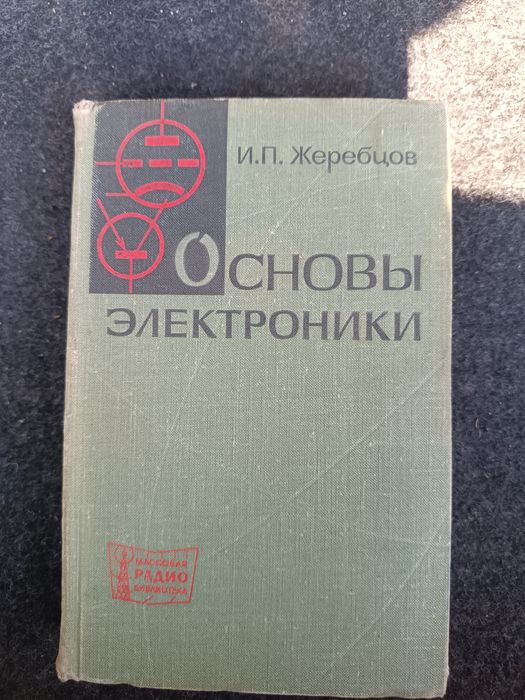 И.П. Жеребцов
ОСНОВЫ
ЭЛЕКТРОНИКИ
МАССОВАЯ
РАДИО
БИБЛИОТЕКА